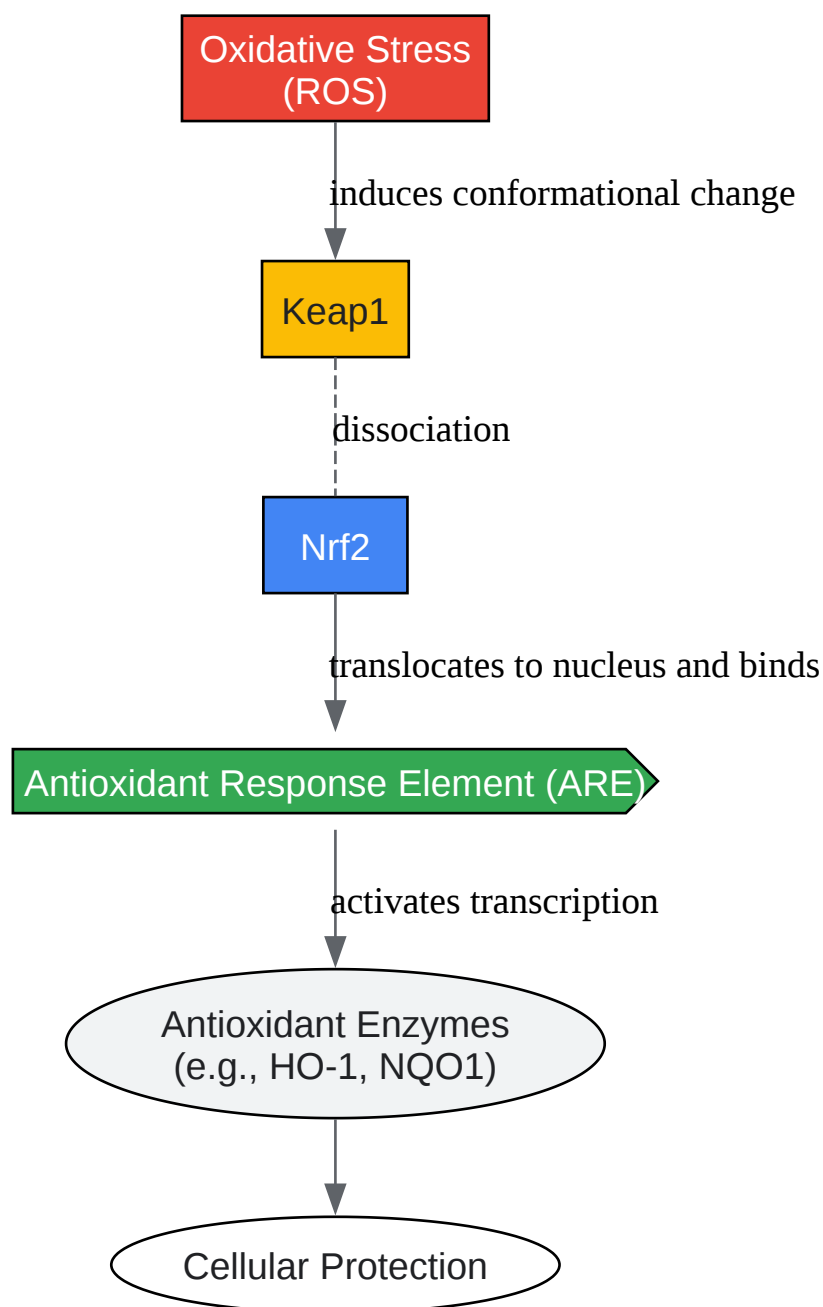 Oxidative Stress
(ROS)
induces conformational change
Keap1
dissociation
Nrf2
translocates to nucleus and binds
Antioxidant Response Element (ARE)
activates transcription
Antioxidant Enzymes
(e.g., HO-1, NQO1)
Cellular Protection